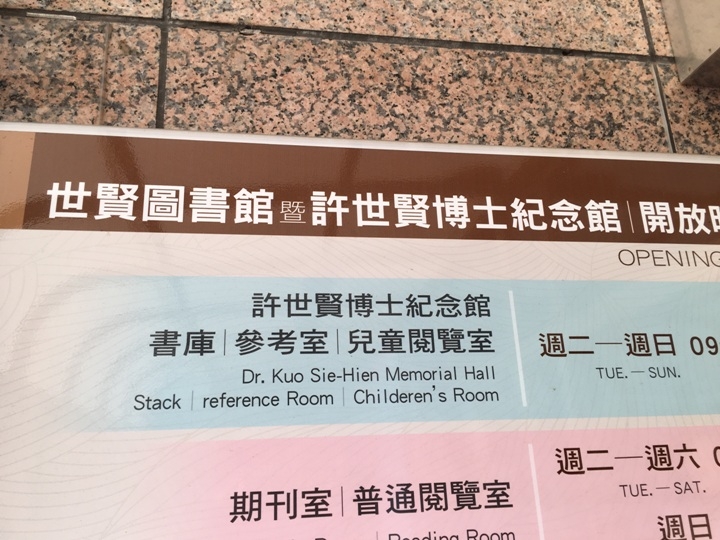 世賢圖書館暨許世賢博士紀念館|開放
OPENING
許世賢博士紀念館
書庫|參考室|兒童閱覽室
Dr. Kuo Sie-Hien Memorial Hall
Stack | reference Room | Childeren's Room
週二—週日 09
TUE.—SUN.
期刊室|普通閱覽室
Reading Room
週二—週六
TUE.—SAT.
週日